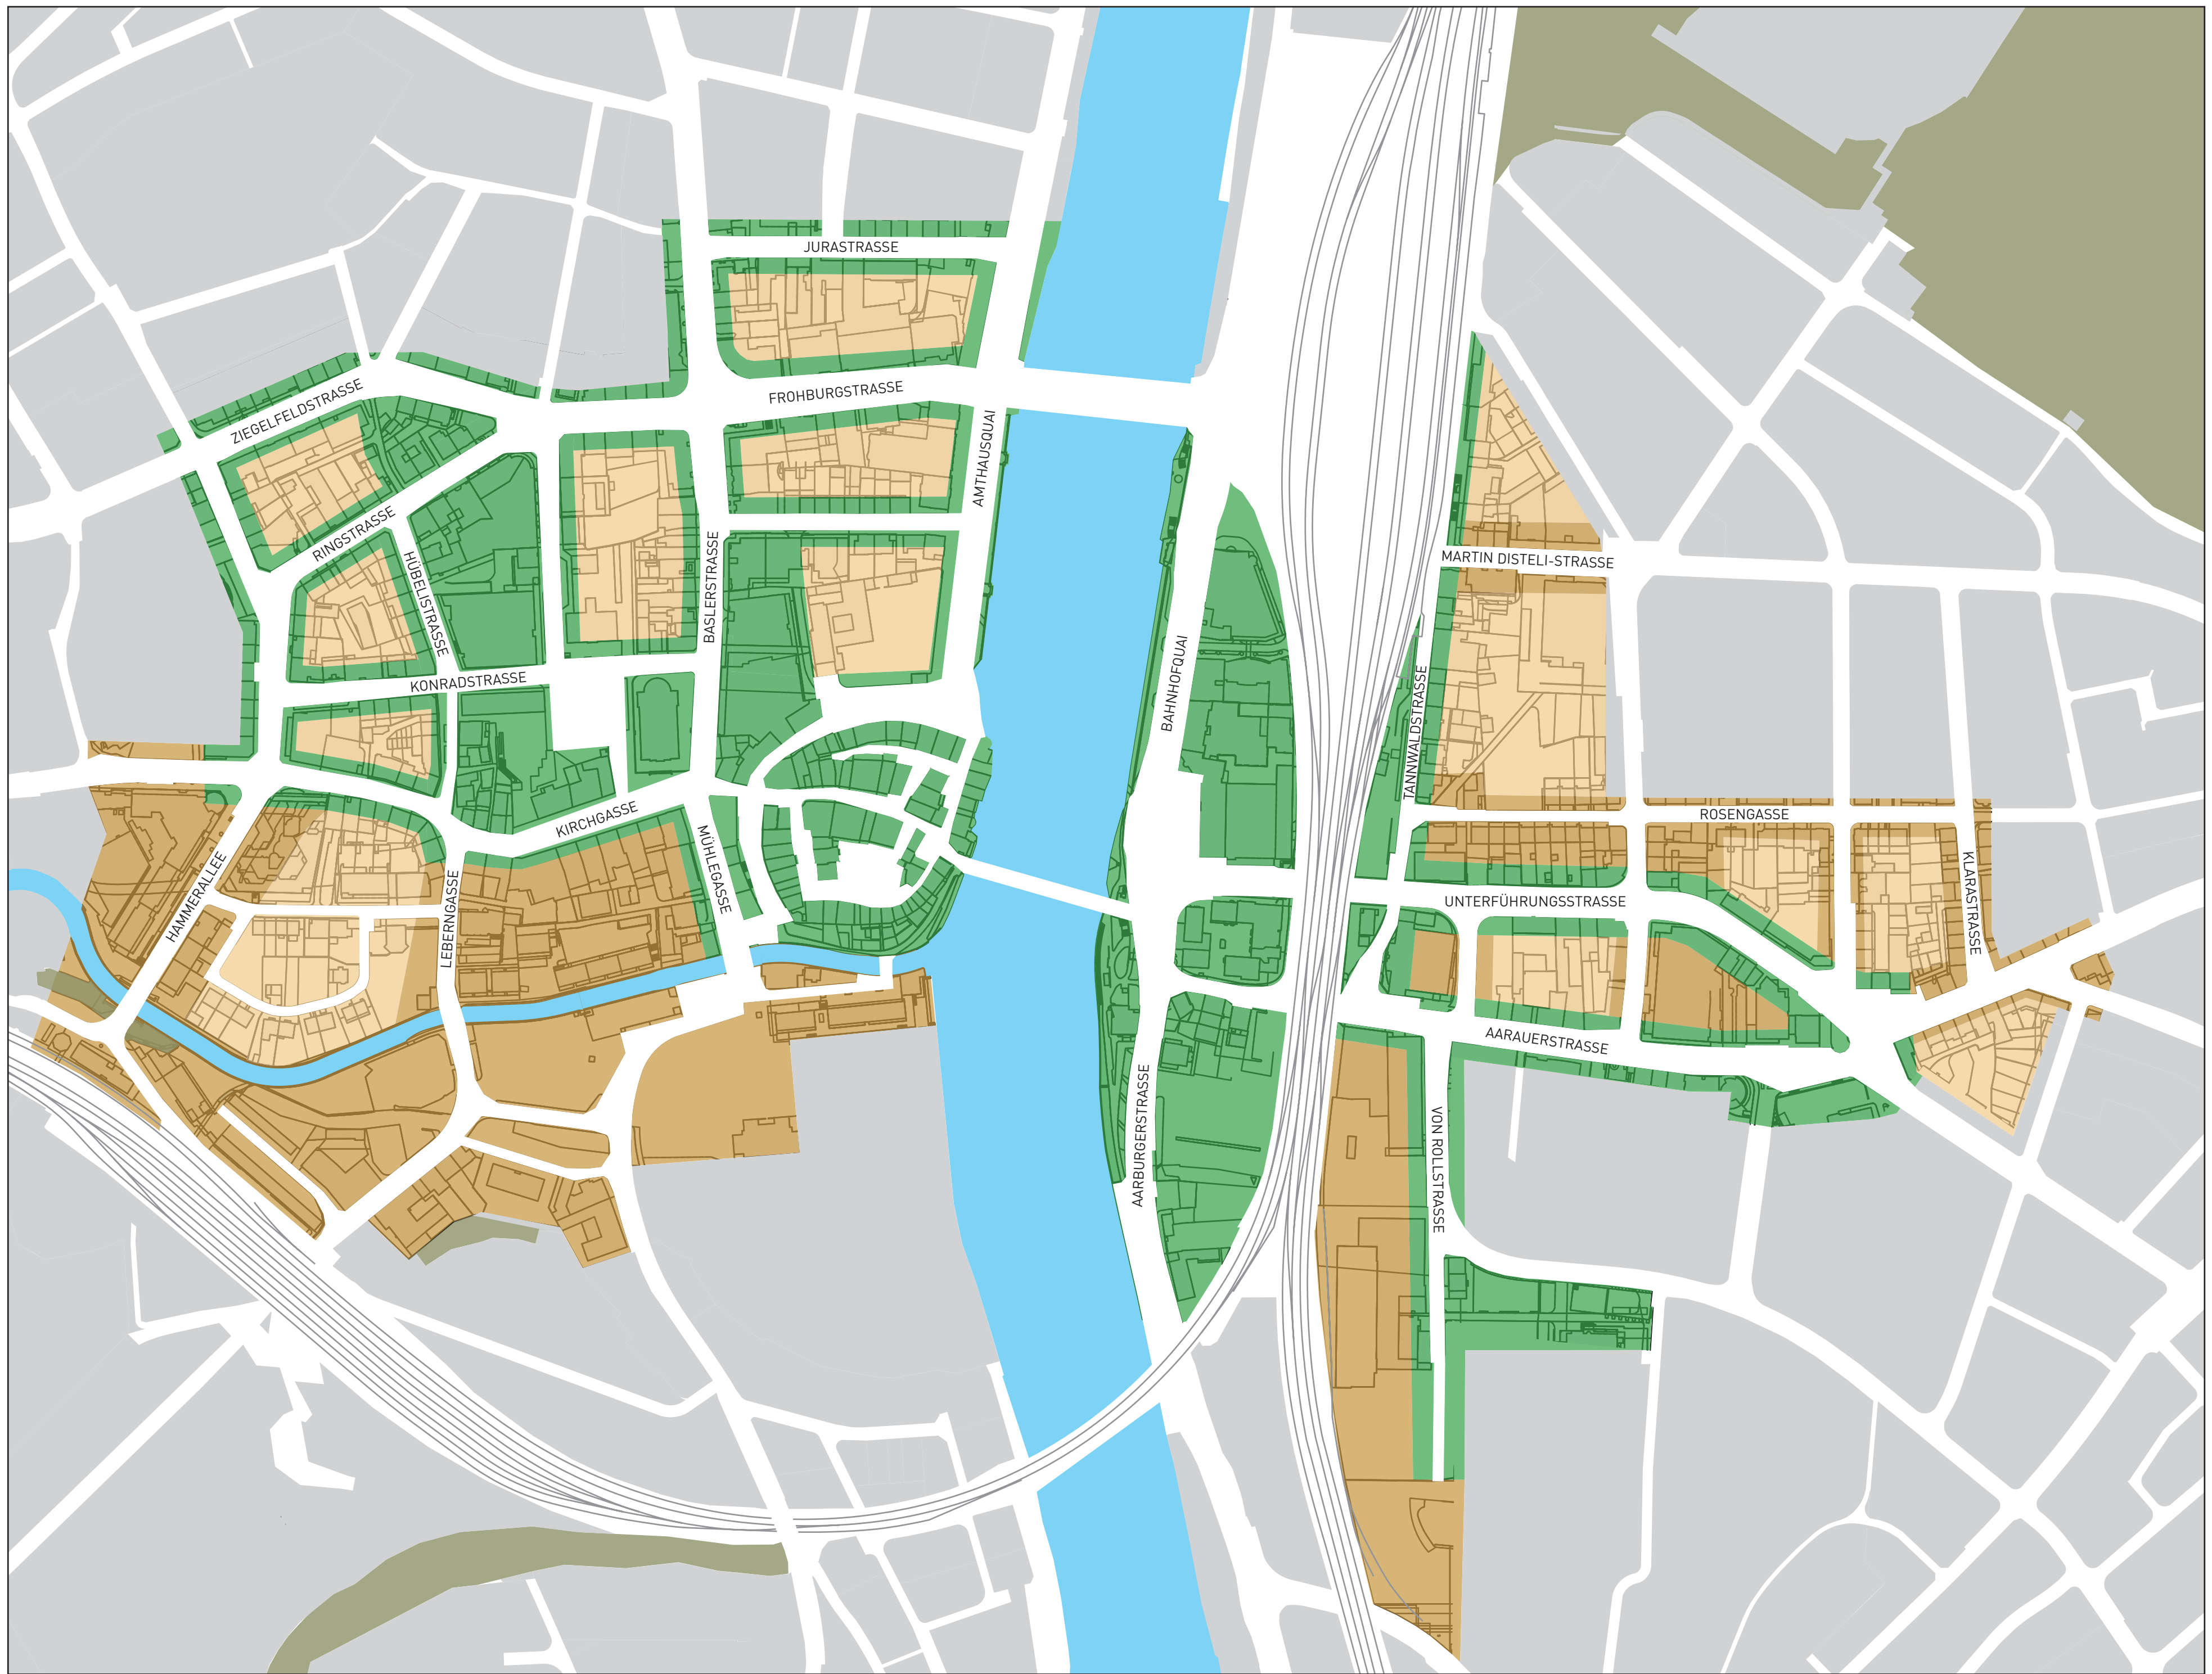 JURASTRASSE
FROHBURGSTRASSE
ZIEGELFELDSTRASSE
AMTHAUSQUAI
RINGSTRASSE
HÜBELISTRASSE
BASLERSTRASSE
MARTIN DISTELI-STRASSE
BAHNHOFQUAI
KONRADSTRASSE
TANNWALDSTRASSE
KIRCHGASSE
ROSENGASSE
MÜHLEGASSE
HAMMERALLEE
LEBERNGASSE
KLARASTRASSE
UNTERFÜHRUNGSSTRASSE
AARAUERSTRASSE
AARBURGERSTRASSE
VON ROLLSTRASSE